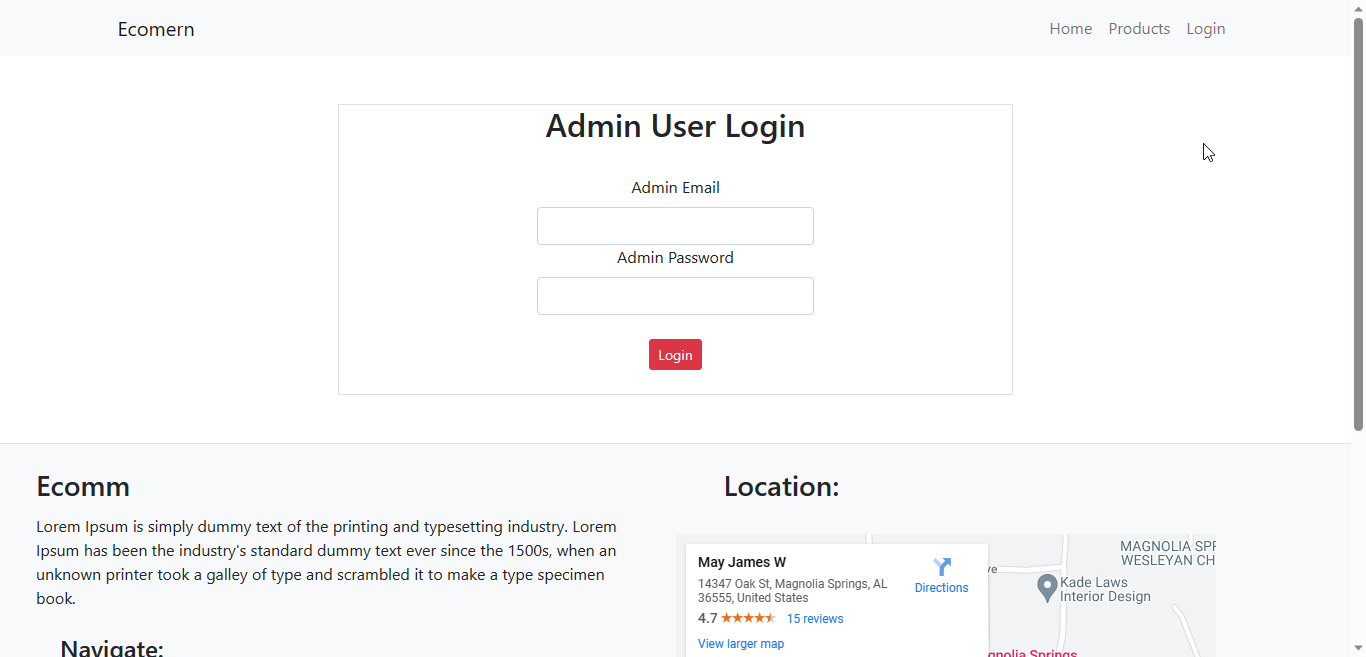 Ecomern
Home Products Login
Admin User Login
Admin Email
Admin Password
Login
Ecomm
Lorem Ipsum is simply dummy text of the printing and typesetting industry. Lorem
Ipsum has been the industry's standard dummy text ever since the 1500s, when an
unknown printer took a galley of type and scrambled it to make a type specimen
book.
Navigate:
Location:
May James W
14347 Oak St, Magnolia Springs, AL
36555, United States
4.7
15 reviews
View larger map
Directions
ve
MAGNOLIA SPR
WESLEYAN CH
Kade Laws
Interior Design
gnolia Springs